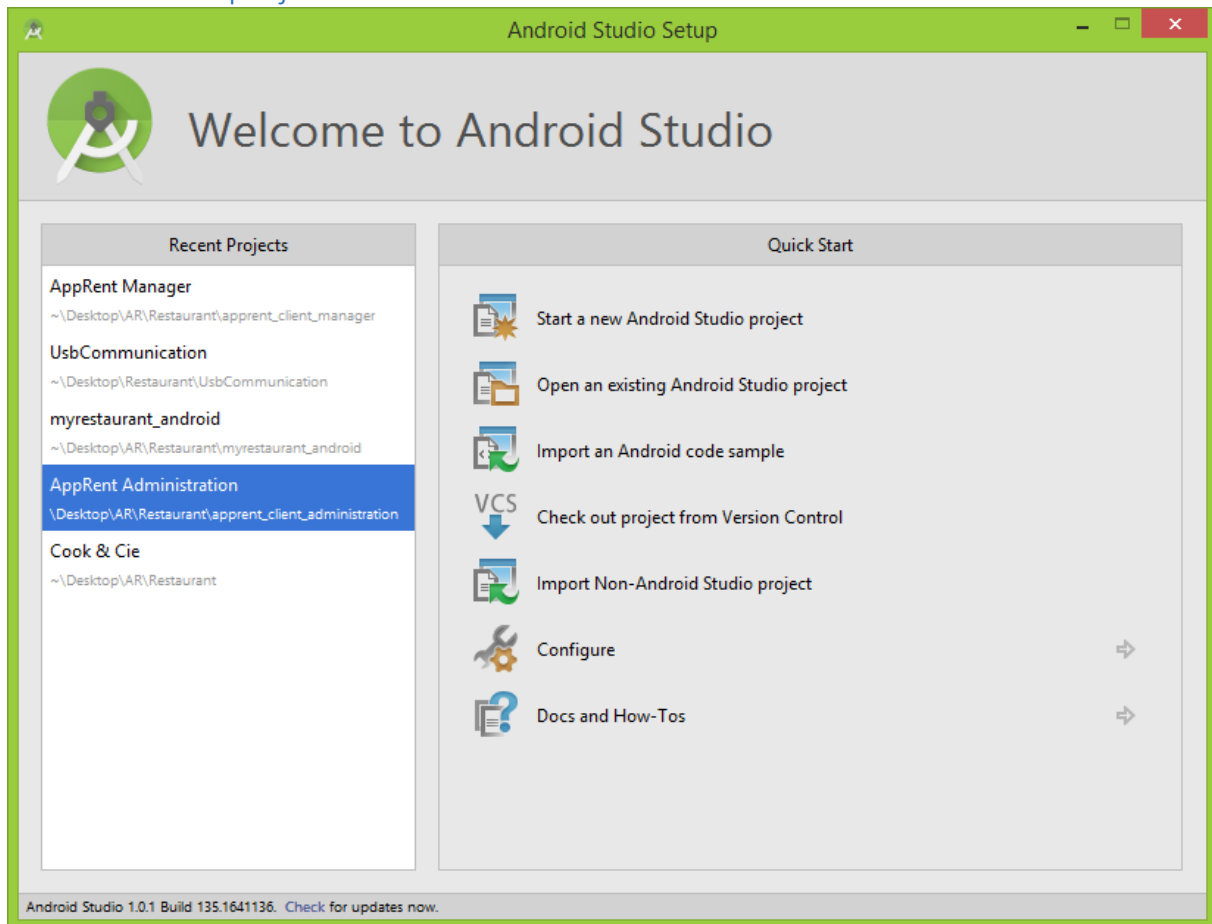 Android Studio Setup
Welcome to Android Studio
Recent Projects
AppRent Manager
~\Desktop\AR\Restaurant\apprent_client_manager
UsbCommunication
~\Desktop\Restaurant\UsbCommunication
myrestaurant_android
~\Desktop\AR\Restaurant\myrestaurant_android
AppRent Administration
\Desktop\AR\Restaurant\apprent_client_administration
Cook & Cie
~\Desktop\AR\Restaurant
Quick Start
Start a new Android Studio project
Open an existing Android Studio project
Import an Android code sample
VCS
Check out project from Version Control
Import Non-Android Studio project
Configure
Docs and How-Tos
Android Studio 1.0.1 Build 135.1641136. Check for updates now.